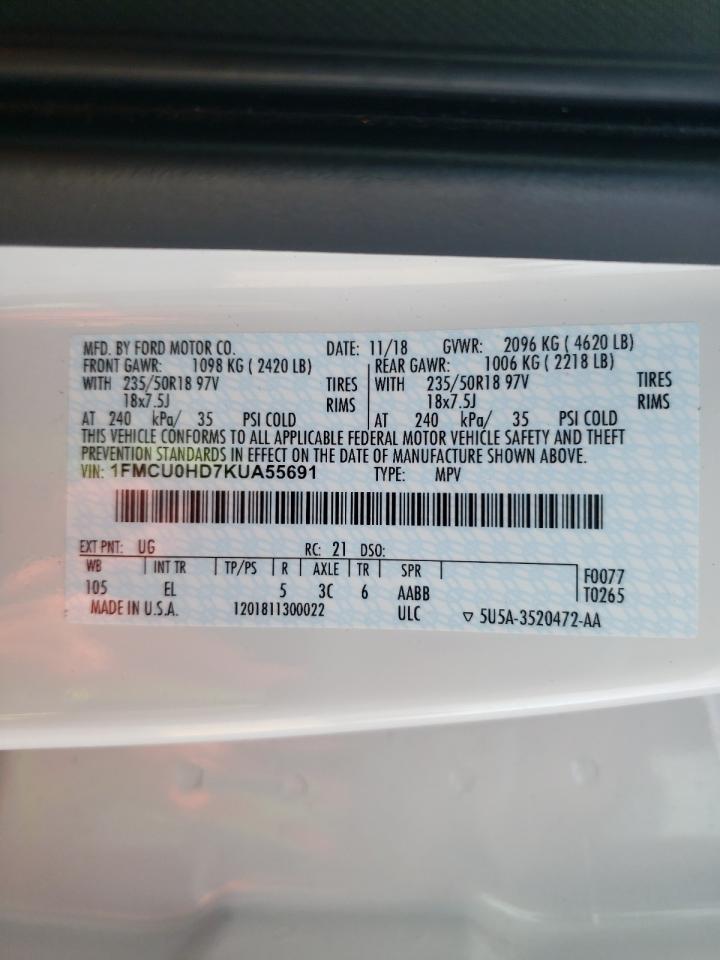 MFD. BY FORD MOTOR CO. DATE: 11/18 GVWR: 2096 KG ( 4620 LB)
FRONT GAWR: 1098 KG ( 2420 LB) REAR GAWR: 1006 KG ( 2218 LB)
WITH 235/50R18 97V TIRES WITH 235/50R18 97V TIRES
18x7.5J RIMS 18x7.5J RIMS
AT 240 kPa/ 35 PSI COLD AT 240 kPa/ 35 PSI COLD
THIS VEHICLE CONFORMS TO ALL APPLICABLE FEDERAL MOTOR VEHICLE SAFETY AND THEFT
PREVENTION STANDARDS IN EFFECT ON THE DATE OF MANUFACTURE SHOWN ABOVE.
VIN: 1FMCU0HD7KUA55691 TYPE: MPV
EXT PNT: UG RC: 21 DSO:
WB INT TR TP/PS R AXLE TR SPR F0077
105 EL 5 3C 6 AABB T0265
MADE IN U.S.A. 1201811300022 ULC ▽ 5U5A-3520472-AA